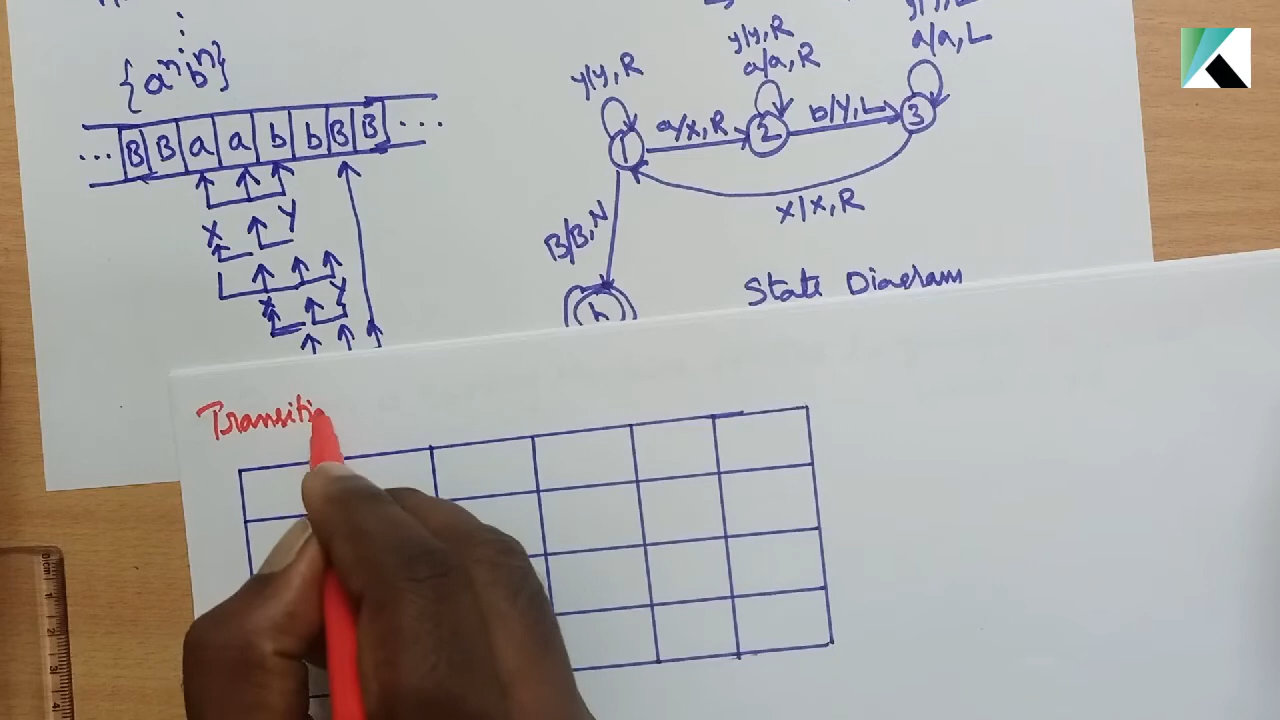 {aⁿbⁿ}
... B B a a b b B B ...
X Y
X Y
y/y, R
a/x, R
y/y, R
a/a, R
b/Y, L
a/a, L
x/x, R
B/B, N
1
2
3
h
State Diagram
Transiti